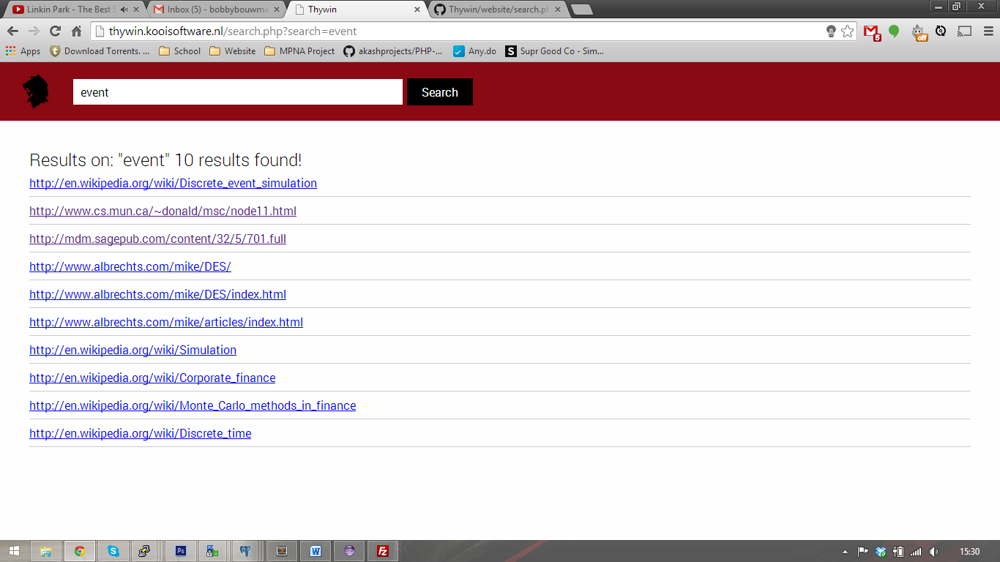 Linkin Park - The Best S
Inbox (5) - bobbybouwma
Thywin
Thywin/website/search.ph
thywin.kooisoftware.nl/search.php?search=event
5
off
Apps
Download Torrents. ...
School
Website
MPNA Project
akashprojects/PHP-...
Any.do
S
Supr Good Co - Sim...
event
Search
Results on: "event" 10 results found!
http://en.wikipedia.org/wiki/Discrete_event_simulation
http://www.cs.mun.ca/~donald/msc/node11.html
http://mdm.sagepub.com/content/32/5/701.full
http://www.albrechts.com/mike/DES/
http://www.albrechts.com/mike/DES/index.html
http://www.albrechts.com/mike/articles/index.html
http://en.wikipedia.org/wiki/Simulation
http://en.wikipedia.org/wiki/Corporate_finance
http://en.wikipedia.org/wiki/Monte_Carlo_methods_in_finance
http://en.wikipedia.org/wiki/Discrete_time
Ps
S
W
Fz
15:30